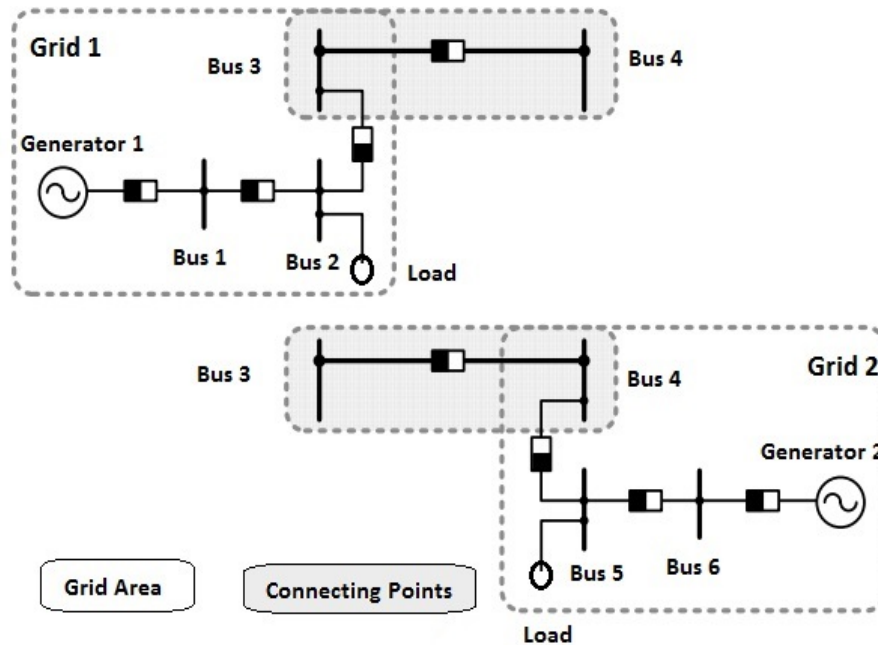 Grid 1
Bus 3
Bus 4
Generator 1
Bus 1
Bus 2
Load
Bus 3
Bus 4
Grid 2
Generator 2
Bus 5
Bus 6
Grid Area
Connecting Points
Load